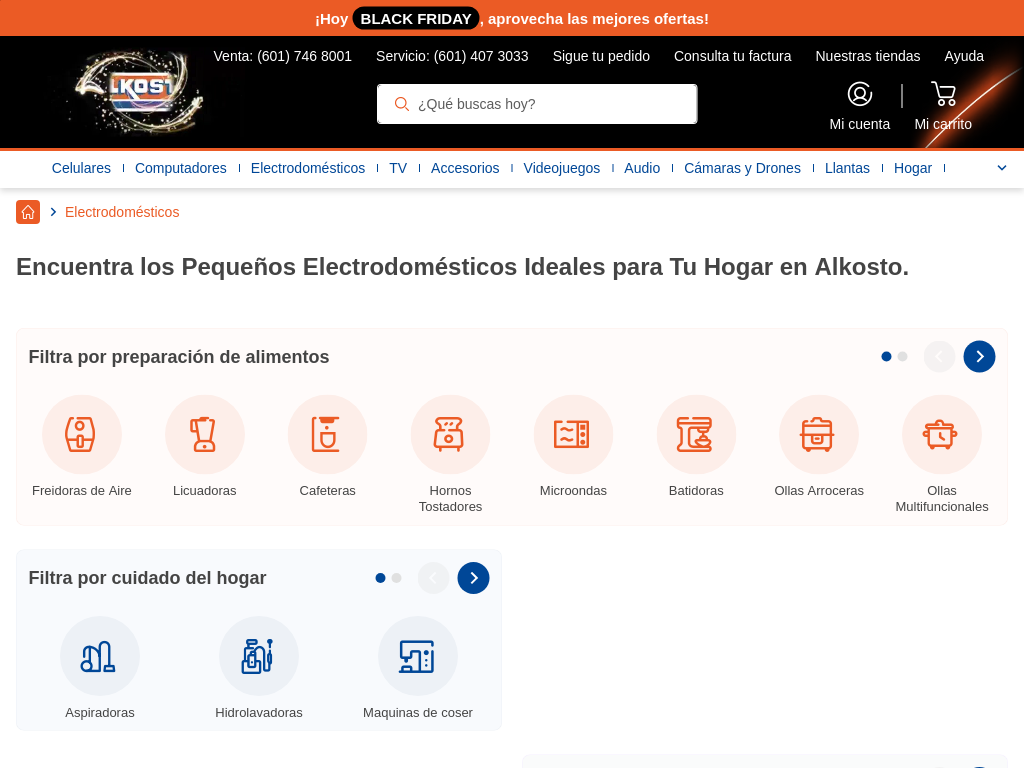 ¡Hoy BLACK FRIDAY, aprovecha las mejores ofertas!
Venta: (601) 746 8001
Servicio: (601) 407 3033
Sigue tu pedido
Consulta tu factura
Nuestras tiendas
Ayuda
¿Qué buscas hoy?
Mi cuenta
Mi carrito
Celulares
Computadores
Electrodomésticos
TV
Accesorios
Videojuegos
Audio
Cámaras y Drones
Llantas
Hogar
Electrodomésticos
Encuentra los Pequeños Electrodomésticos Ideales para Tu Hogar en Alkosto.
Filtra por preparación de alimentos
Freidoras de Aire
Licuadoras
Cafeteras
Hornos
Tostadores
Microondas
Batidoras
Ollas Arroceras
Ollas
Multifuncionales
Filtra por cuidado del hogar
Aspiradoras
Hidrolavadoras
Maquinas de coser